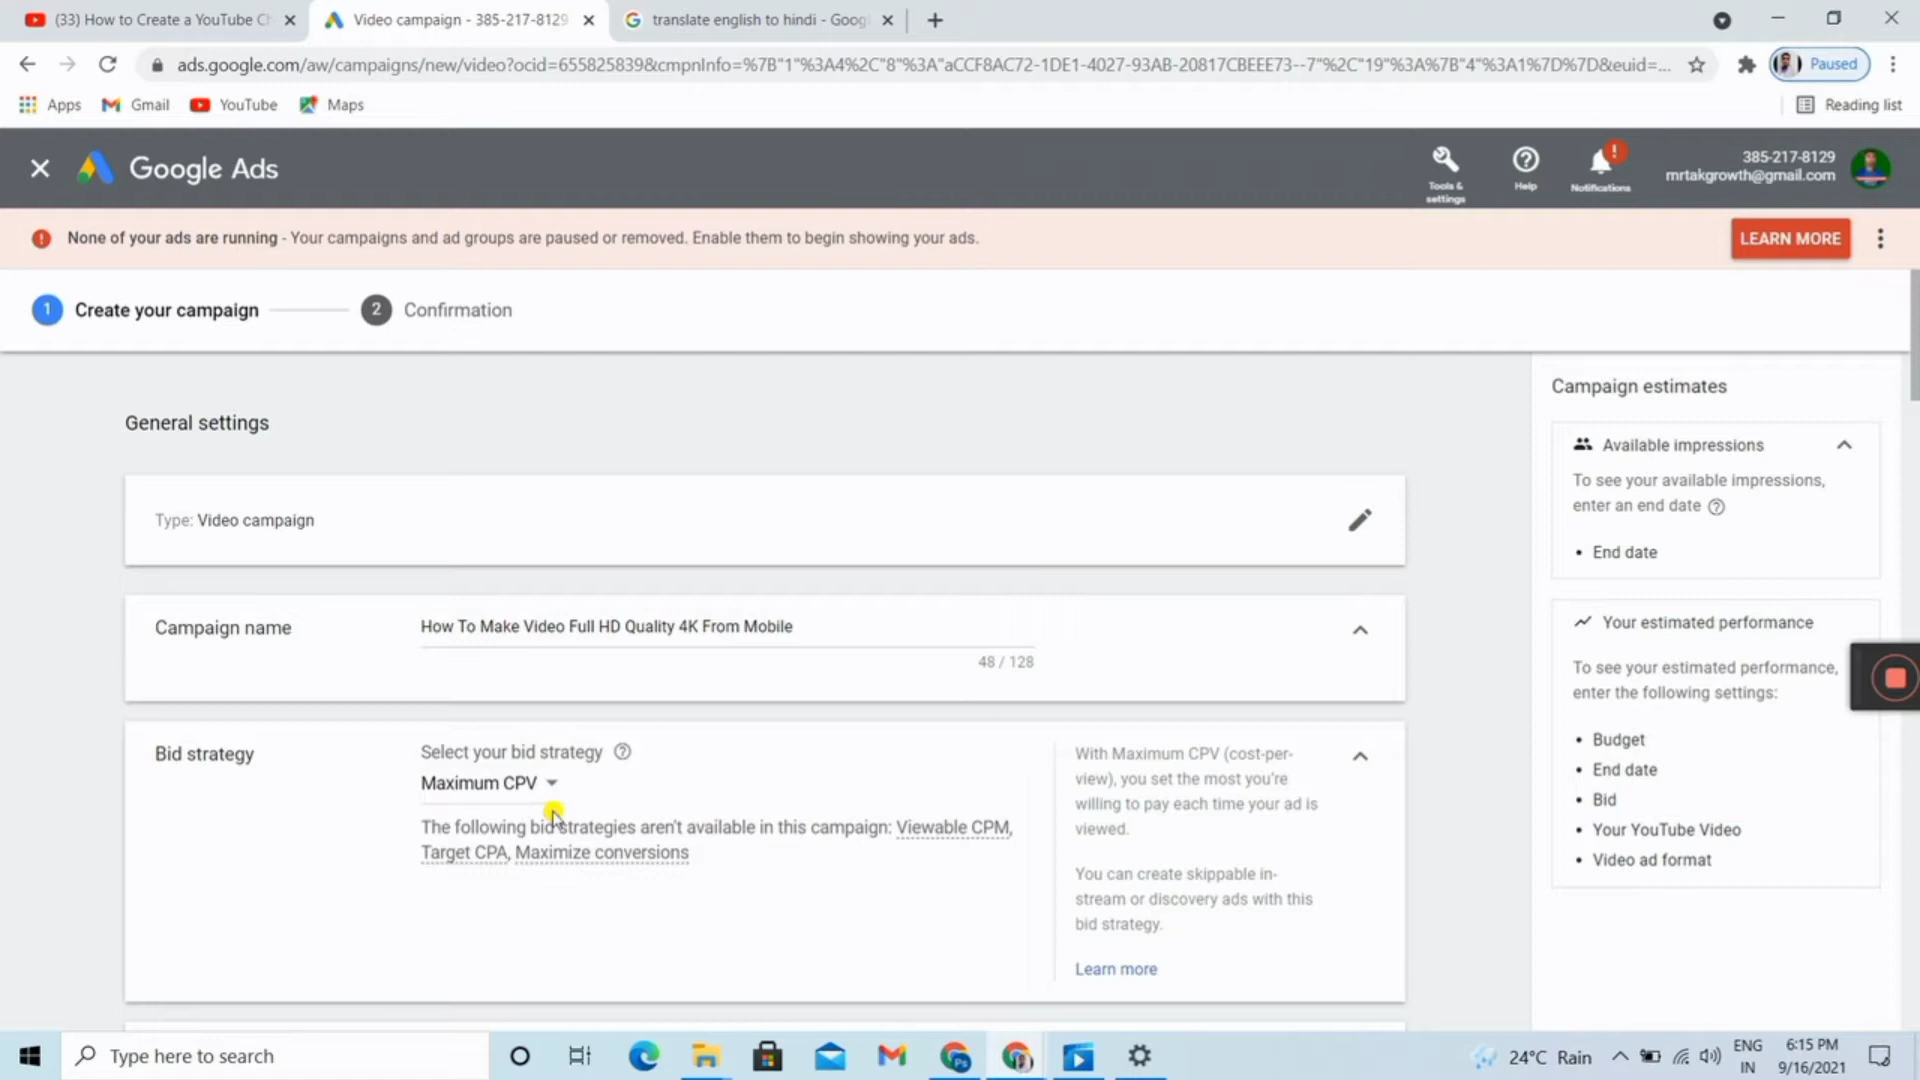 (33) How to Create a YouTube Ch
Video campaign - 385-217-8129
translate english to hindi - Googl
ads.google.com/aw/campaigns/new/video?ocid=655825839&cmpnInfo=%7B"1"%3A4%2C"8"%3A"aCCF8AC72-1DE1-4027-93AB-20817CBEEE73--7"%2C"19"%3A%7B"4"%3A1%7D%7D&euid=...
Paused
Apps
Gmail
YouTube
Maps
Reading list
Google Ads
Tools & settings
Help
Notifications
385-217-8129
mrtakgrowth@gmail.com
None of your ads are running - Your campaigns and ad groups are paused or removed. Enable them to begin showing your ads.
LEARN MORE
1 Create your campaign
2 Confirmation
General settings
Type: Video campaign
Campaign name
How To Make Video Full HD Quality 4K From Mobile
48 / 128
Bid strategy
Select your bid strategy
Maximum CPV
The following bid strategies aren't available in this campaign: Viewable CPM,
Target CPA, Maximize conversions
With Maximum CPV (cost-per-
view), you set the most you're
willing to pay each time your ad is
viewed.
You can create skippable in-
stream or discovery ads with this
bid strategy.
Learn more
Campaign estimates
Available impressions
To see your available impressions,
enter an end date
• End date
Your estimated performance
To see your estimated performance,
enter the following settings:
• Budget
• End date
• Bid
• Your YouTube Video
• Video ad format
Type here to search
24°C Rain
ENG
IN
6:15 PM
9/16/2021